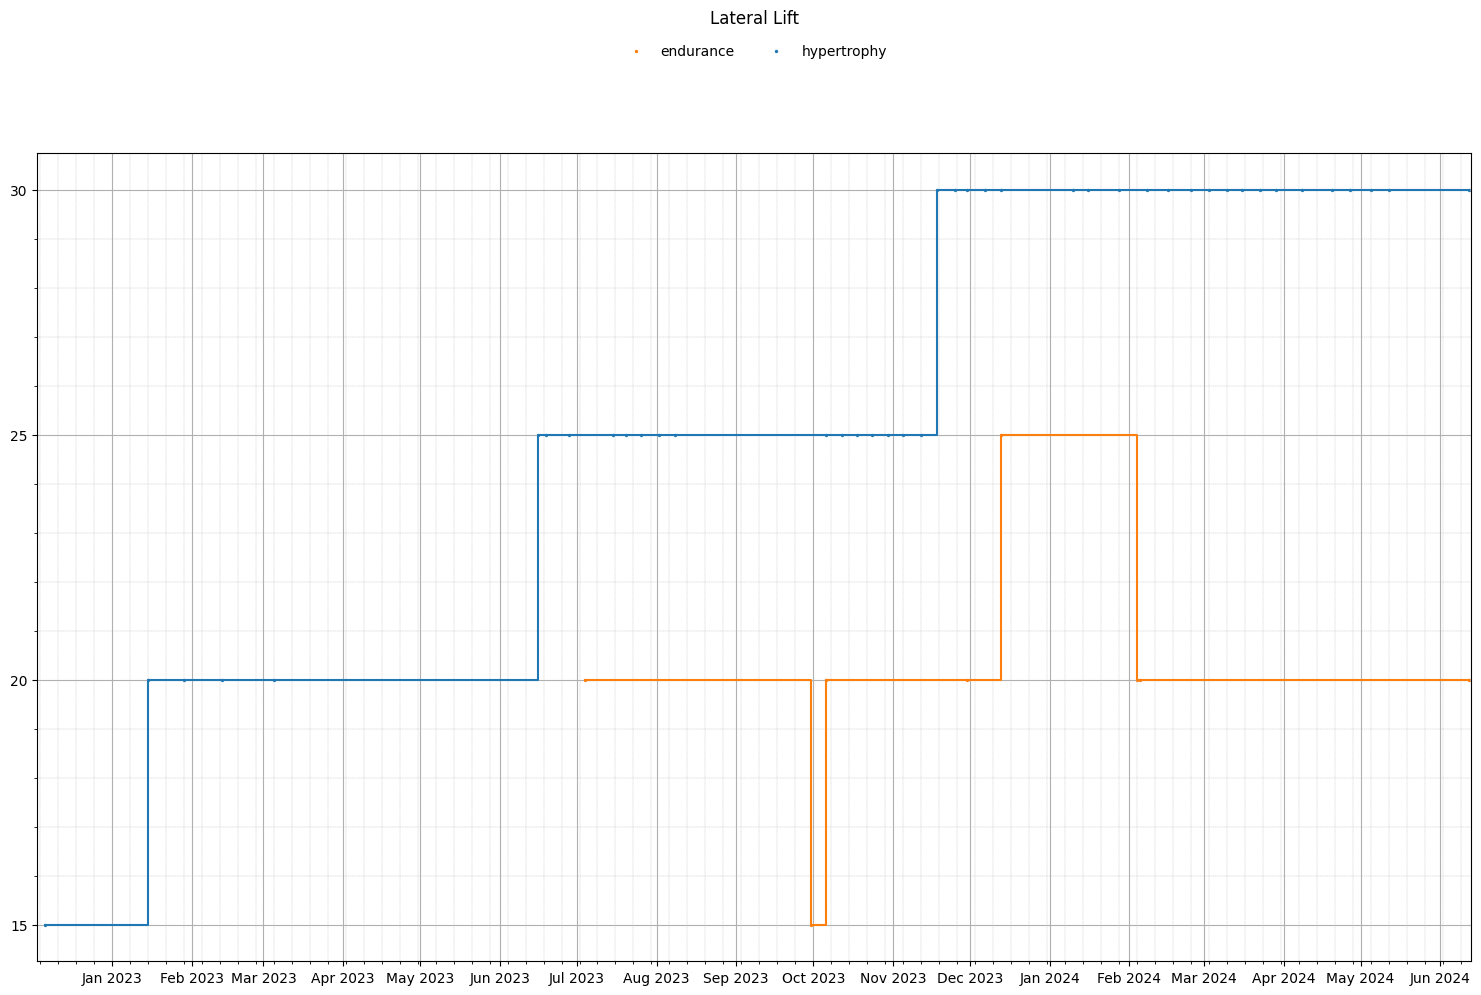 Lateral Lift
endurance hypertrophy
30
25
20
15
Jan 2023 Feb 2023 Mar 2023 Apr 2023 May 2023 Jun 2023 Jul 2023 Aug 2023 Sep 2023 Oct 2023 Nov 2023 Dec 2023 Jan 2024 Feb 2024 Mar 2024 Apr 2024 May 2024 Jun 2024